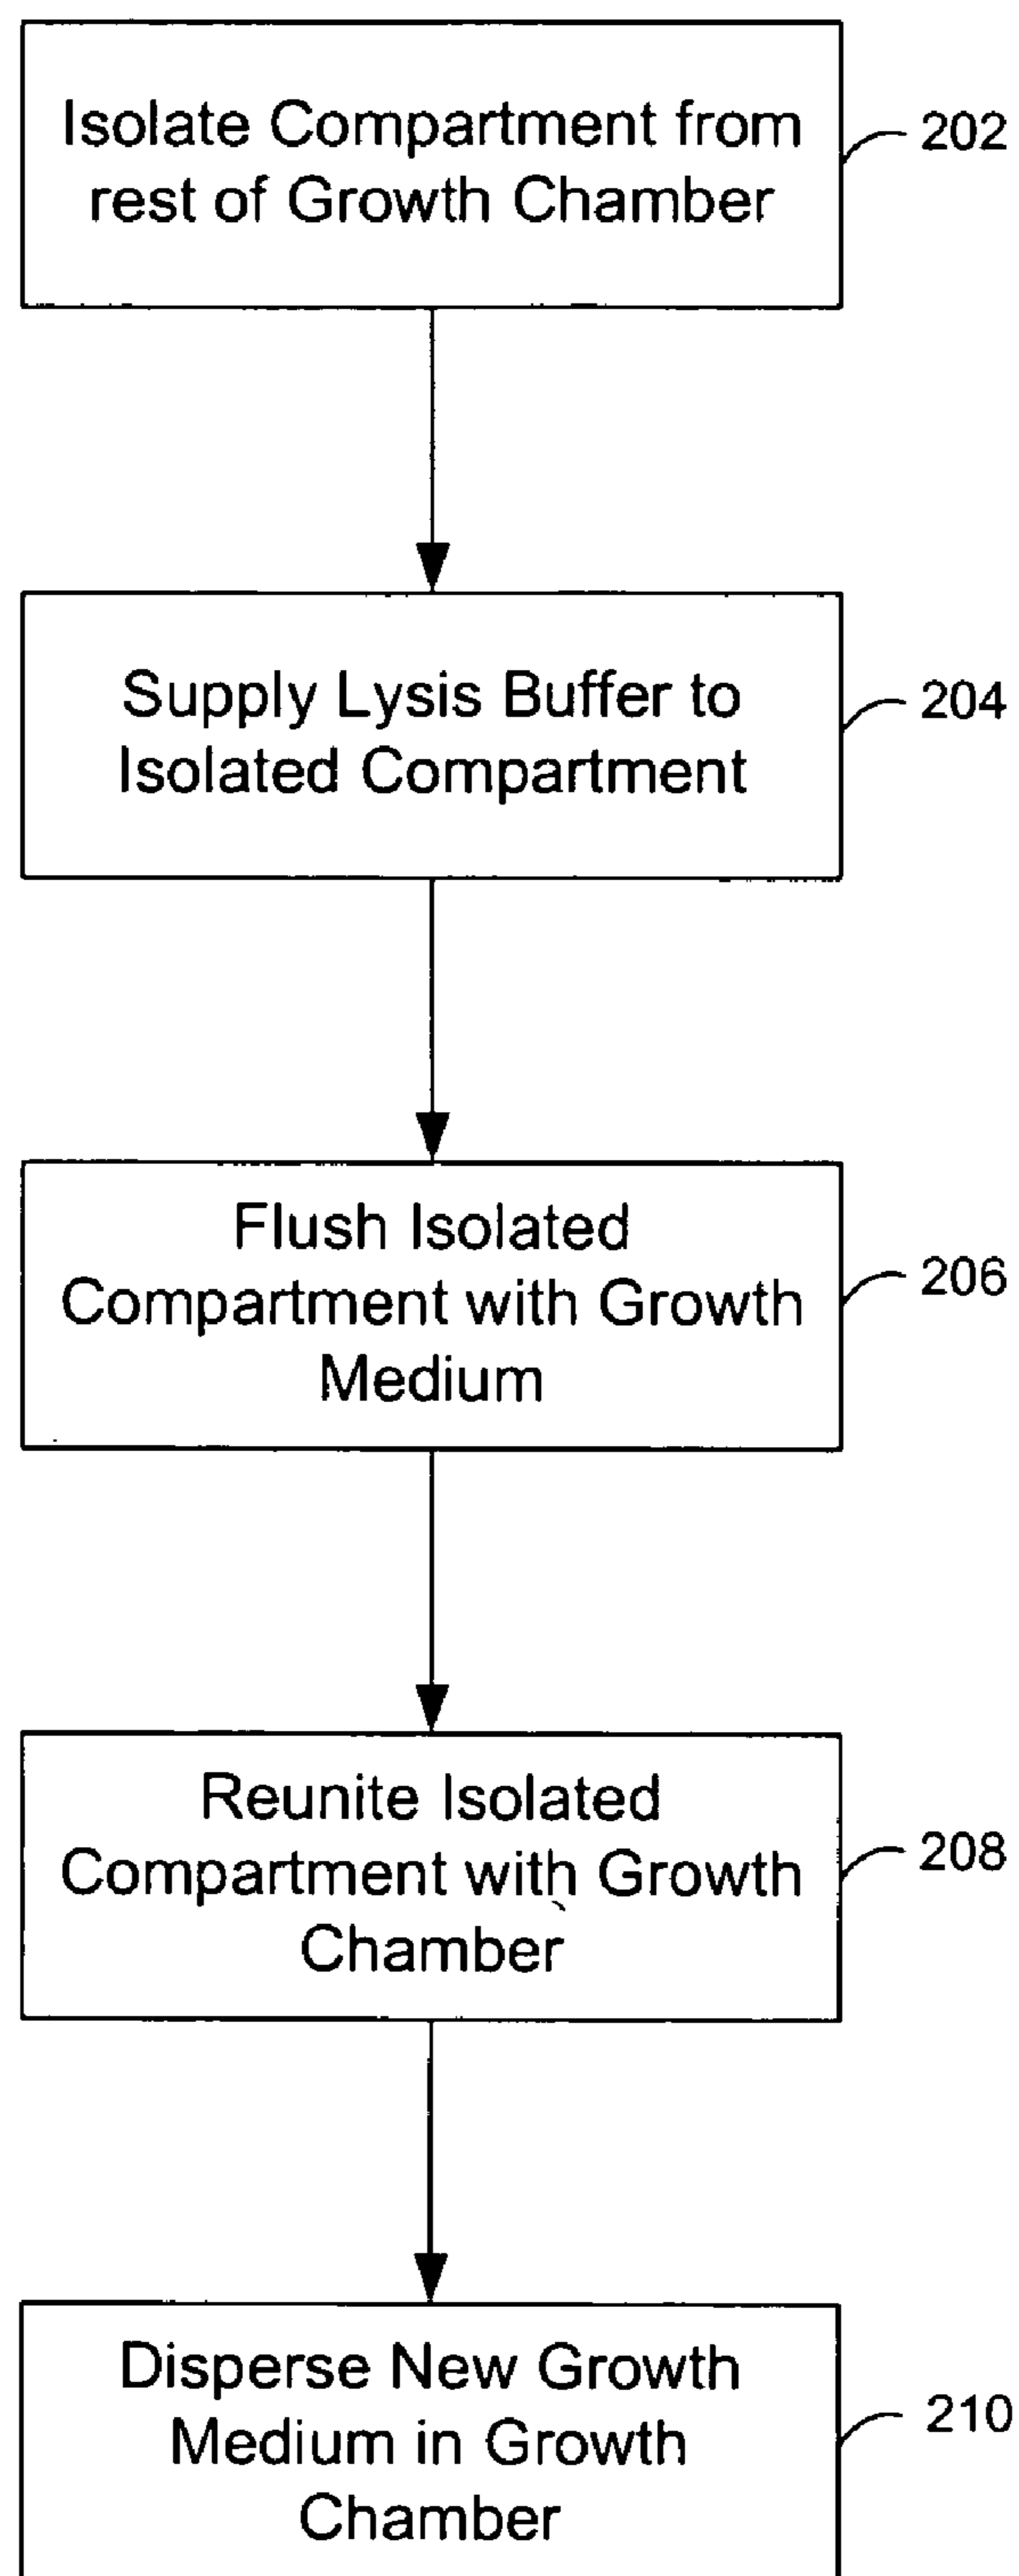 Isolate Compartment from
rest of Growth Chamber
202
Supply Lysis Buffer to
Isolated Compartment
204
Flush Isolated
Compartment with Growth
Medium
206
Reunite Isolated
Compartment with Growth
Chamber
208
Disperse New Growth
Medium in Growth
Chamber
210